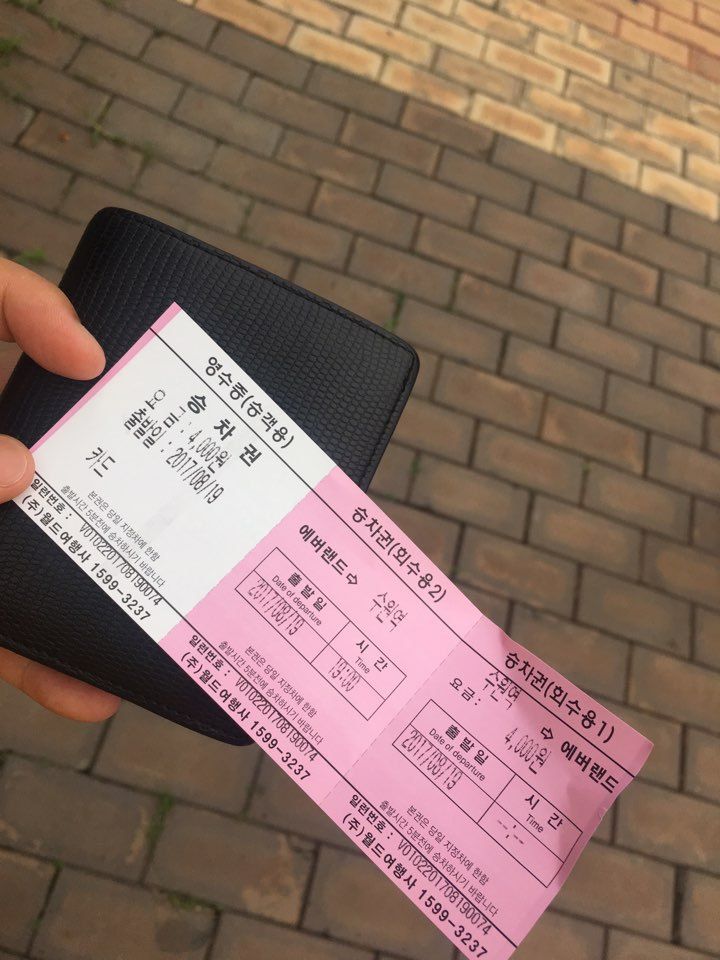 영수증(승객용)
승 차 권
요 금 : 4,000원
출발일 : 2017/08/19
카드
본권은 당일 지정차에 한함
출발시간 5분전에 승차하시기 바랍니다
일련번호 : V0102201708190074
(주)월드여행사 1599-3237
승차권(회수용2)
에버랜드 ⇨ 수원역
출 발 일
Date of departure
시 간
Time
2017/08/19
19:00
본권은 당일 지정차에 한함
출발시간 5분전에 승차하시기 바랍니다
일련번호 : V0102201708190074
(주)월드여행사 1599-3237
승차권(회수용1)
수원역 ⇨ 에버랜드
요금 : 4,000원
출 발 일
Date of departure
시 간
Time
2017/08/19
--:--
본권은 당일 지정차에 한함
출발시간 5분전에 승차하시기 바랍니다
일련번호 : V0102201708190074
(주)월드여행사 1599-3237